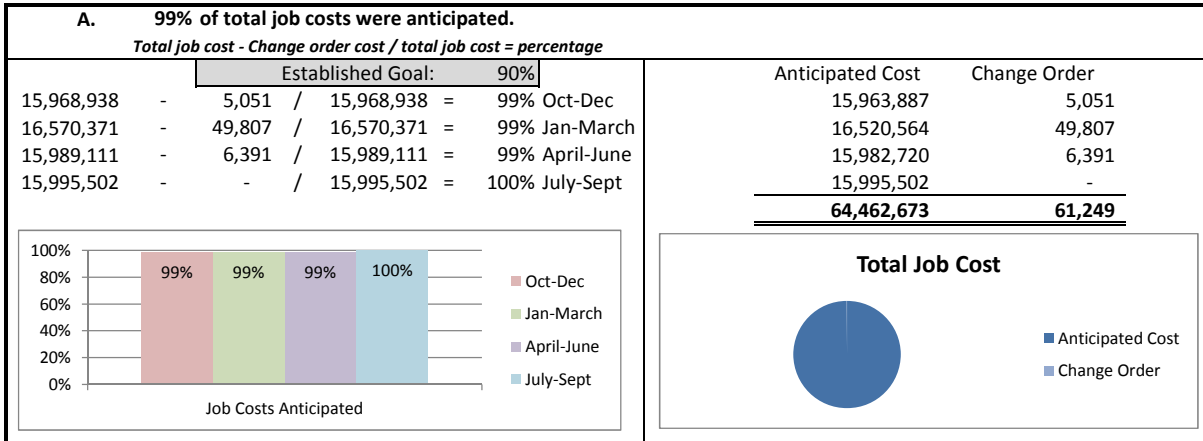 A. 99% of total job costs were anticipated.
Total job cost - Change order cost / total job cost = percentage
Established Goal: 90%
15,968,938 - 5,051 / 15,968,938 = 99% Oct-Dec
16,570,371 - 49,807 / 16,570,371 = 99% Jan-March
15,989,111 - 6,391 / 15,989,111 = 99% April-June
15,995,502 - - / 15,995,502 = 100% July-Sept
Anticipated Cost Change Order
15,963,887 5,051
16,520,564 49,807
15,982,720 6,391
15,995,502 -
64,462,673 61,249
100%
80%
60%
40%
20%
0%
99% 99% 99% 100%
Job Costs Anticipated
Oct-Dec
Jan-March
April-June
July-Sept
Total Job Cost
Anticipated Cost
Change Order